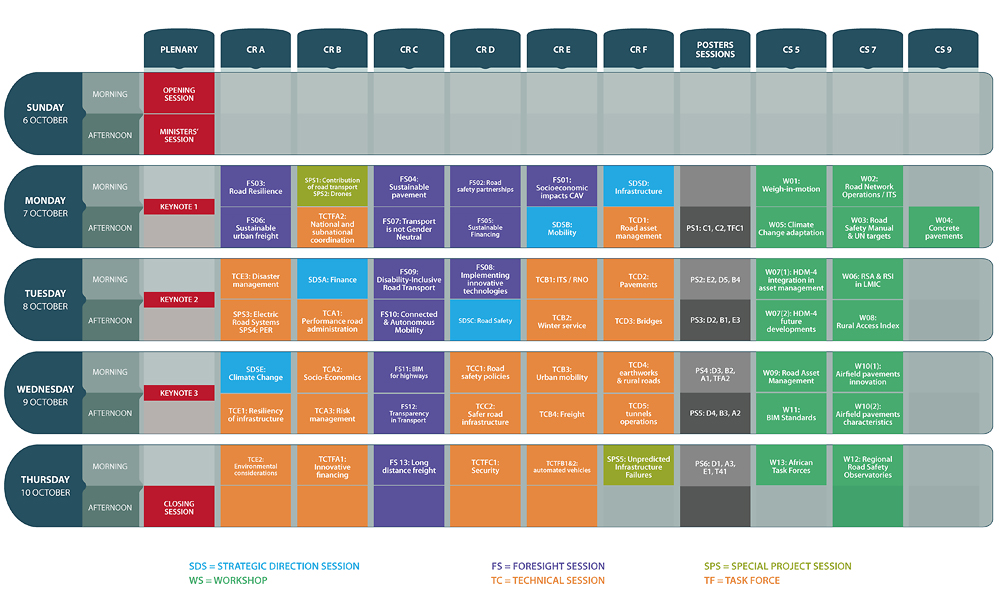 PLENARY
CR A
CR B
CR C
CR D
CR E
CR F
POSTERS
SESSIONS
CS 5
CS 7
CS 9
SUNDAY
6 OCTOBER
MORNING
OPENING
SESSION
AFTERNOON
MINISTERS'
SESSION
MONDAY
7 OCTOBER
MORNING
AFTERNOON
KEYNOTE 1
FS03:
Road Resilience
SPS1: Contribution
of road transport
SPS2: Drones
FS04:
Sustainable
pavement
FS02: Road
safety partnerships
FS01:
Socioeconomic
impacts CAV
SDSD:
Infrastructure
W01:
Weigh-in-motion
W02:
Road Network
Operations / ITS
FS06:
Sustainable
urban freight
TCTFA2:
National and
subnational
coordination
FS07: Transport
is not Gender
Neutral
FS05:
Sustainable
Financing
SDSB:
Mobility
TCD1:
Road asset
management
PS1: C1, C2, TFC1
W05: Climate
Change adaptation
W03: Road
Safety Manual
& UN targets
W04:
Concrete
pavements
TUESDAY
8 OCTOBER
MORNING
AFTERNOON
KEYNOTE 2
TCE3: Disaster
management
SDSA: Finance
FS09:
Disability-Inclusive
Road Transport
FS08:
Implementing
innovative
technologies
TCB1: ITS / RNO
TCD2:
Pavements
PS2: E2, D5, B4
W07(1): HDM-4
integration in
asset management
W06: RSA & RSI
in LMIC
SPS3: Electric
Road Systems
SPS4: PER
TCA1:
Performance road
administration
FS10: Connected
& Autonomous
Mobility
SDSC: Road Safety
TCB2:
Winter service
TCD3: Bridges
PS3: D2, B1, E3
W07(2): HDM-4
future
developments
W08:
Rural Access Index
WEDNESDAY
9 OCTOBER
MORNING
AFTERNOON
KEYNOTE 3
SDSE:
Climate Change
TCA2:
Socio-Economics
FS11: BIM
for highways
TCC1: Road
safety policies
TCB3:
Urban mobility
TCD4:
earthworks
& rural roads
PS4 :D3, B2,
A1, TFA2
W09: Road Asset
Management
W10(1):
Airfield pavements
innovation
TCE1: Resiliency
of infrastructure
TCA3: Risk
management
FS12:
Transparency
in Transport
TCC2:
Safer road
infrastructure
TCB4: Freight
TCD5:
tunnels
operations
PS5: D4, B3, A2
W11:
BIM Standards
W10(2):
Airfield pavements
characteristics
THURSDAY
10 OCTOBER
MORNING
AFTERNOON
TCE2:
Environmental
considerations
TCTFA1:
Innovative
financing
FS 13: Long
distance freight
TCTFC1:
Security
TCTFB1&2:
automated vehicles
SPS5: Unpredicted
Infrastructure
Failures
PS6: D1, A3,
E1, T41
W13: African
Task Forces
W12: Regional
Road Safety
Observatories
CLOSING
SESSION
SDS = STRATEGIC DIRECTION SESSION
FS = FORESIGHT SESSION
SPS = SPECIAL PROJECT SESSION
WS = WORKSHOP
TC = TECHNICAL SESSION
TF = TASK FORCE